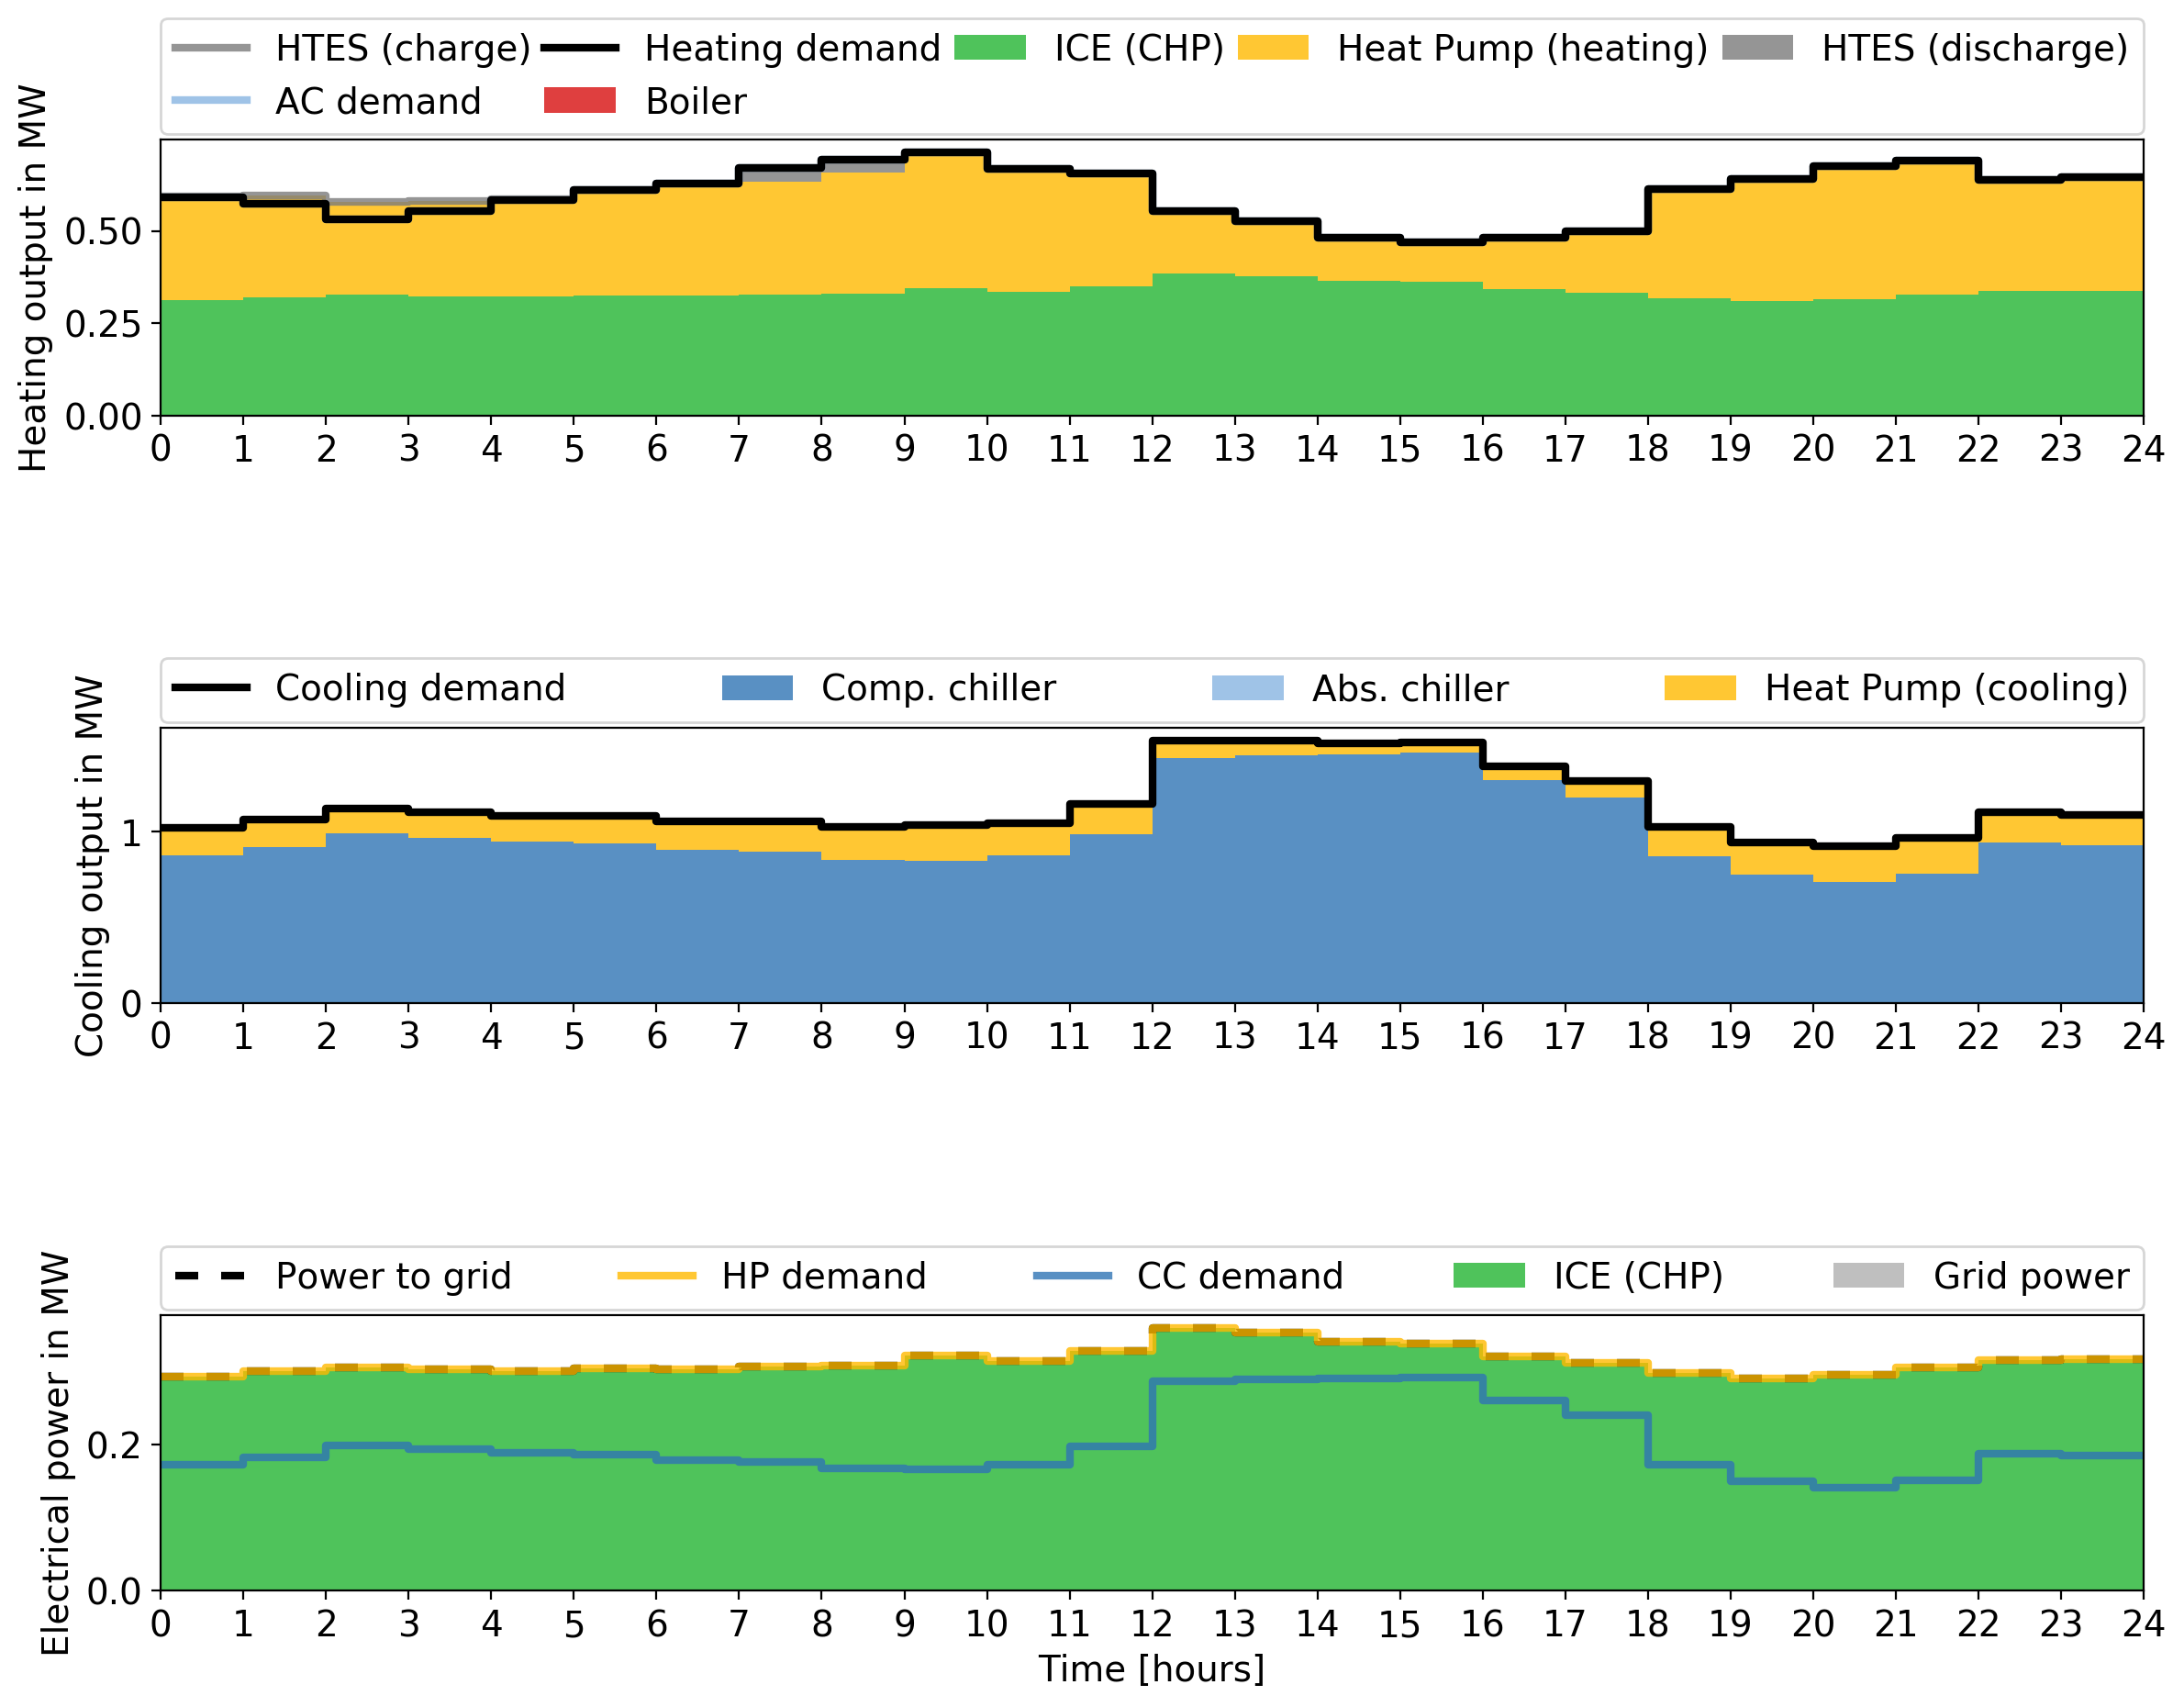 HTES (charge) Heating demand ICE (CHP) Heat Pump (heating) HTES (discharge)
AC demand Boiler
Heating output in MW
0.50
0.25
0.00
0 1 2 3 4 5 6 7 8 9 10 11 12 13 14 15 16 17 18 19 20 21 22 23 24
Cooling demand Comp. chiller Abs. chiller Heat Pump (cooling)
Cooling output in MW
1
0
0 1 2 3 4 5 6 7 8 9 10 11 12 13 14 15 16 17 18 19 20 21 22 23 24
Power to grid HP demand CC demand ICE (CHP) Grid power
Electrical power in MW
0.2
0.0
0 1 2 3 4 5 6 7 8 9 10 11 12 13 14 15 16 17 18 19 20 21 22 23 24
Time [hours]